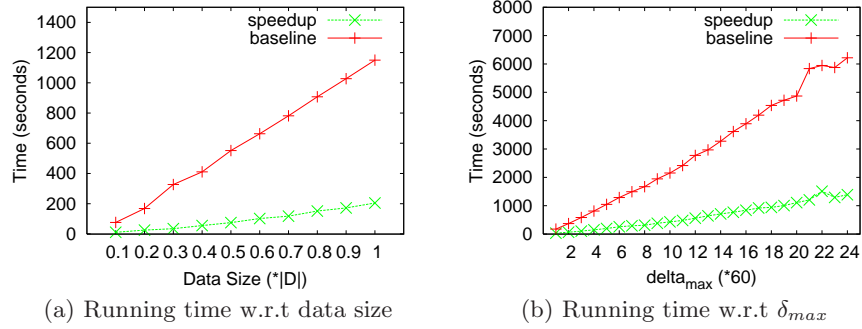 speedup
baseline
1400
1200
1000
800
600
400
200
0
Time (seconds)
0.1 0.2 0.3 0.4 0.5 0.6 0.7 0.8 0.9 1
Data Size (*|D|)
(a) Running time w.r.t data size
speedup
baseline
8000
7000
6000
5000
4000
3000
2000
1000
0
Time (seconds)
2 4 6 8 10 12 14 16 18 20 22 24
delta_max (*60)
(b) Running time w.r.t δ_max